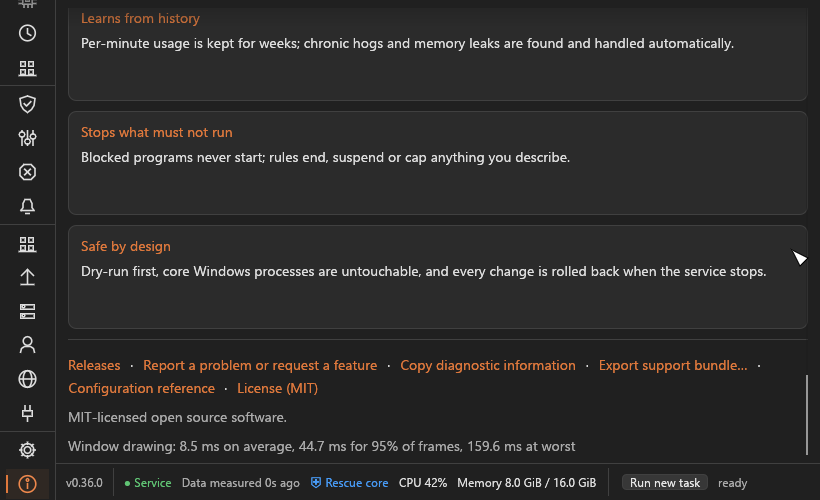 Learns from history
Per-minute usage is kept for weeks; chronic hogs and memory leaks are found and handled automatically.
Stops what must not run
Blocked programs never start; rules end, suspend or cap anything you describe.
Safe by design
Dry-run first, core Windows processes are untouchable, and every change is rolled back when the service stops.
Releases · Report a problem or request a feature · Copy diagnostic information · Export support bundle... ·
Configuration reference · License (MIT)
MIT-licensed open source software.
Window drawing: 8.5 ms on average, 44.7 ms for 95% of frames, 159.6 ms at worst
v0.36.0 Service Data measured 0s ago Rescue core CPU 42% Memory 8.0 GiB / 16.0 GiB Run new task ready